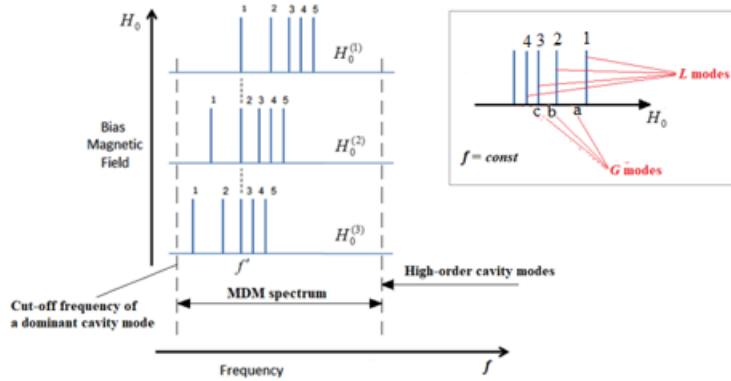 H₀
1 2 3 4 5
H₀⁽¹⁾
1 2 3 4 5
H₀⁽²⁾
Bias
Magnetic
Field
1 2 3 4 5
H₀⁽³⁾
f'
MDM spectrum
High-order cavity modes
Cut-off frequency of
a dominant cavity mode
Frequency
f
4 3 2 1
L modes
c b a
H₀
f = const
G modes